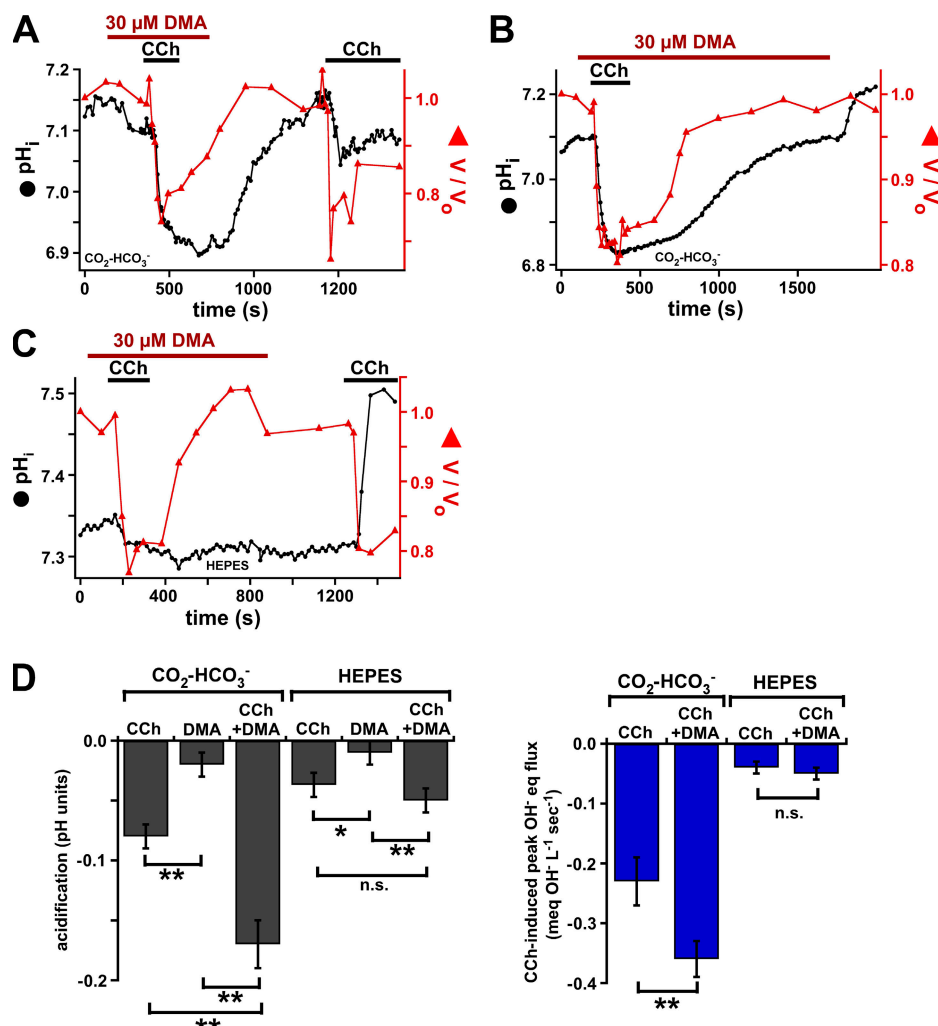 A
30 µM DMA
CCh
CCh
7.2
7.1
7.0
6.9
pHi
1.0
0.8
V / Vo
CO2-HCO3-
0
500
1000
1200
time (s)
B
30 µM DMA
CCh
7.2
7.0
6.8
pHi
1.0
0.9
0.8
V / Vo
CO2-HCO3-
0
500
1000
1500
time (s)
C
30 µM DMA
CCh
CCh
7.5
7.4
7.3
pHi
1.0
0.9
0.8
V / Vo
HEPES
0
400
800
1200
time (s)
D
CO2-HCO3-
HEPES
CCh
DMA
CCh
+DMA
CCh
DMA
CCh
+DMA
0.0
-0.1
-0.2
acidification (pH units)
**
**
**
*
**
n.s.
CO2-HCO3-
HEPES
CCh
CCh
+DMA
CCh
CCh
+DMA
0.0
-0.1
-0.2
-0.3
-0.4
CCh-induced peak OH- eq flux
(meq OH- L-1 sec-1)
n.s.
**